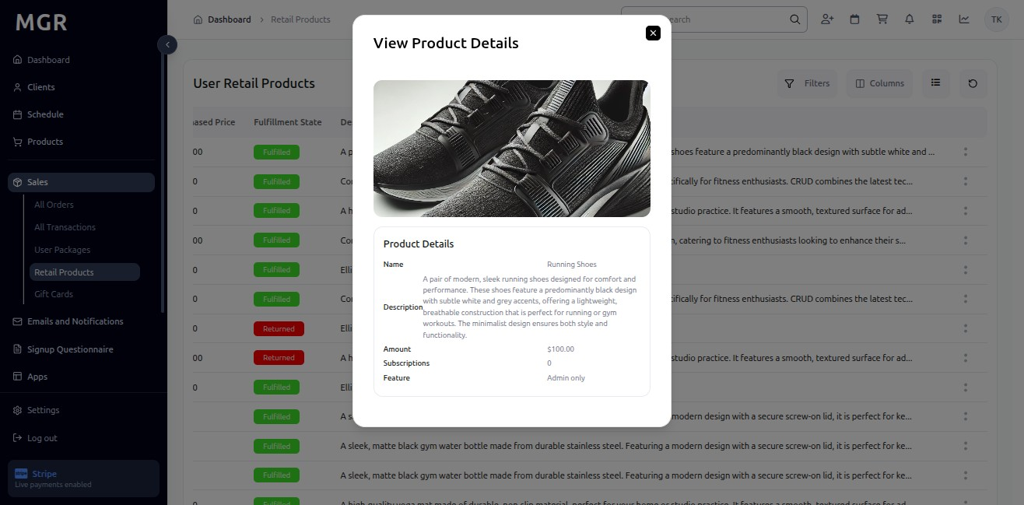 MGR
Dashboard
Clients
Schedule
Products
Sales
All Orders
All Transactions
User Packages
Retail Products
Gift Cards
Emails and Notifications
Signup Questionnaire
Apps
Settings
Log out
Stripe
Live payments enabled
Dashboard > Retail Products
earch
TK
User Retail Products
Filters
Columns
ased Price Fulfillment State De
00 Fulfilled A p shoes feature a predominantly black design with subtle white and ...
0 Fulfilled Co ifically for fitness enthusiasts. CRUD combines the latest tec...
0 Fulfilled A h studio practice. It features a smooth, textured surface for ad...
00 Fulfilled Co n, catering to fitness enthusiasts looking to enhance their s...
0 Fulfilled Elli
0 Fulfilled Co ifically for fitness enthusiasts. CRUD combines the latest tec...
0 Returned Elli
00 Returned A h studio practice. It features a smooth, textured surface for ad...
0 Fulfilled Elli
Fulfilled A s modern design with a secure screw-on lid, it is perfect for ke...
Fulfilled A sleek, matte black gym water bottle made from durable stainless steel. Featuring a modern design with a secure screw-on lid, it is perfect for ke...
Fulfilled A sleek, matte black gym water bottle made from durable stainless steel. Featuring a modern design with a secure screw-on lid, it is perfect for ke...
View Product Details
Product Details
Name Running Shoes
Description
A pair of modern, sleek running shoes designed for comfort and
performance. These shoes feature a predominantly black design
with subtle white and grey accents, offering a lightweight,
breathable construction that is perfect for running or gym
workouts. The minimalist design ensures both style and
functionality.
Amount $100.00
Subscriptions 0
Feature Admin only